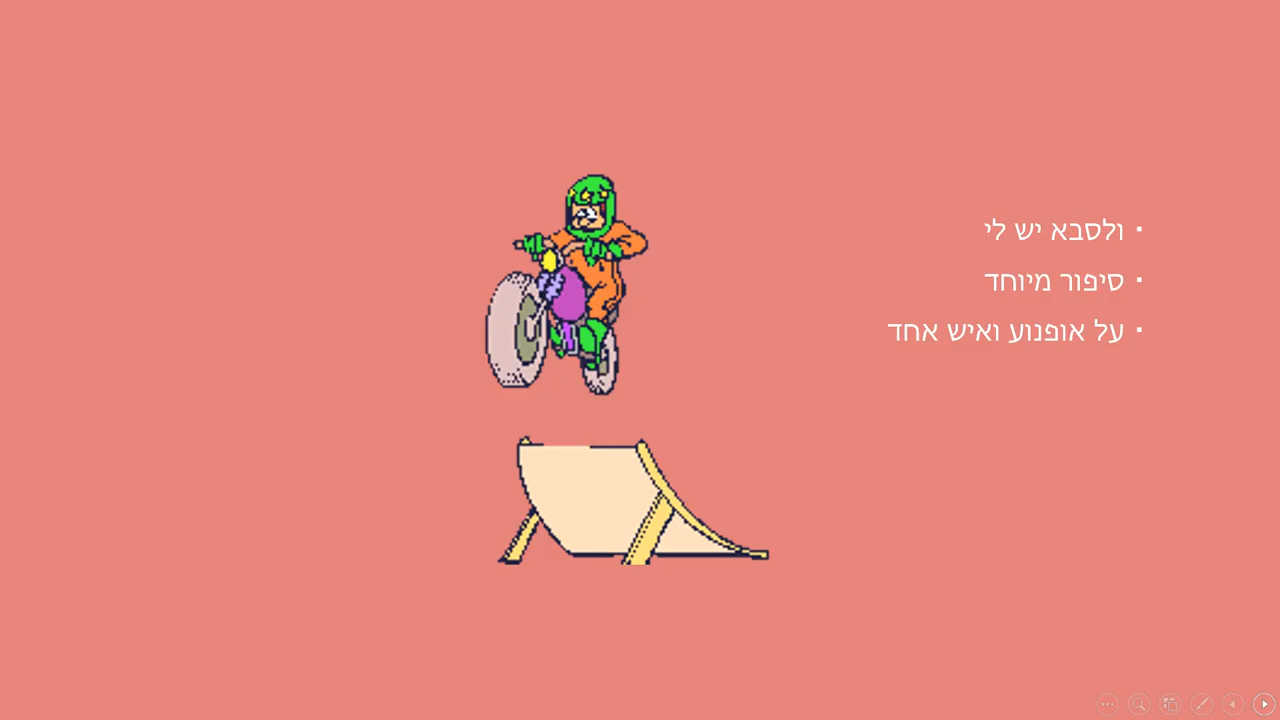 ▪ ולסבא יש לי
▪ סיפור מיוחד
▪ על אופנוע ואיש אחד